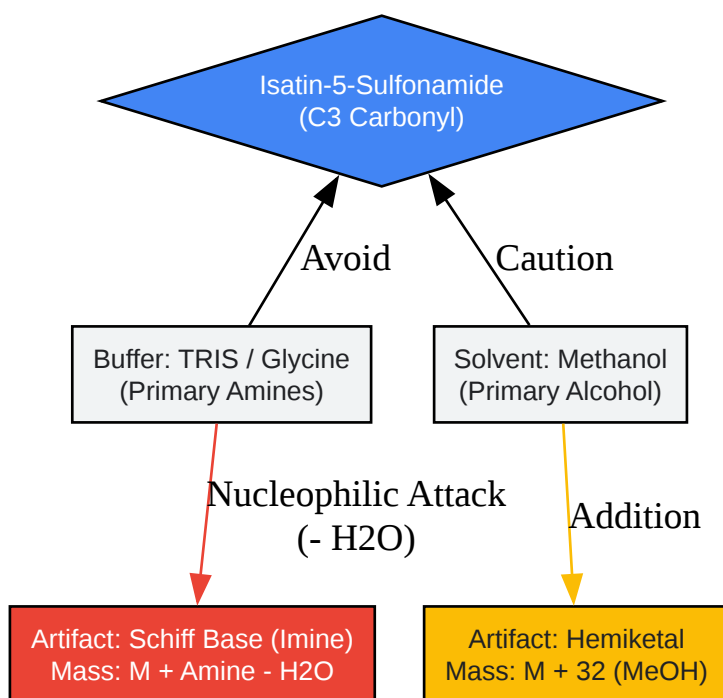 Isatin-5-Sulfonamide
(C3 Carbonyl)
Avoid
Caution
Buffer: TRIS / Glycine
(Primary Amines)
Solvent: Methanol
(Primary Alcohol)
Nucleophilic Attack
(- H2O)
Addition
Artifact: Schiff Base (Imine)
Mass: M + Amine - H2O
Artifact: Hemiketal
Mass: M + 32 (MeOH)